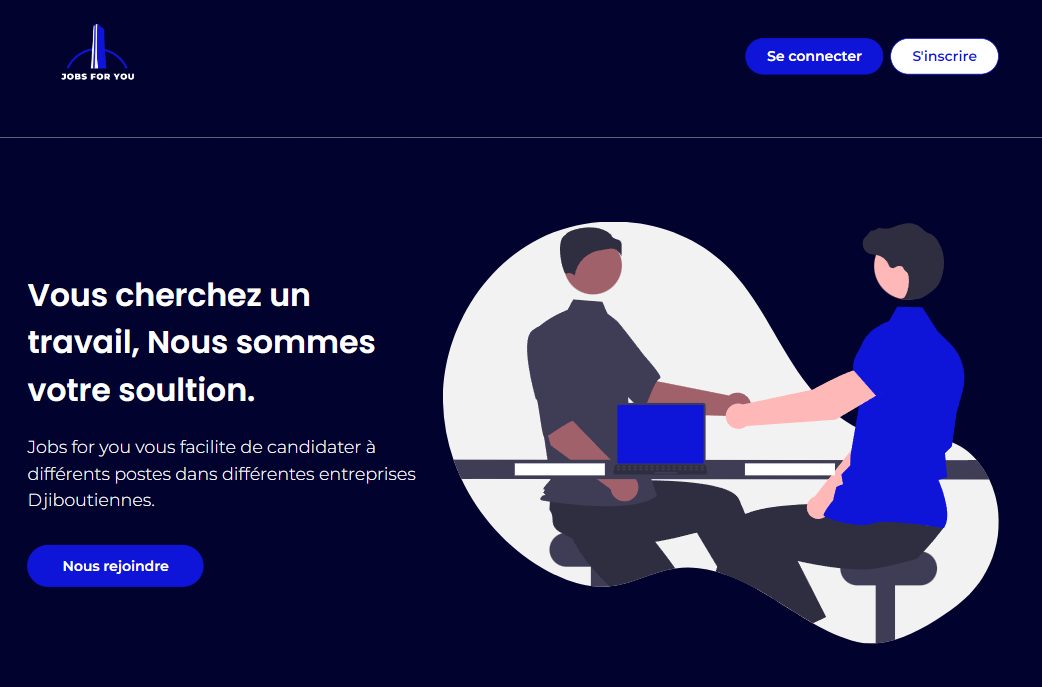 JOBS FOR YOU
Se connecter
S'inscrire
Vous cherchez un
travail, Nous sommes
votre soultion.
Jobs for you vous facilite de candidater à
différents postes dans différentes entreprises
Djiboutiennes.
Nous rejoindre